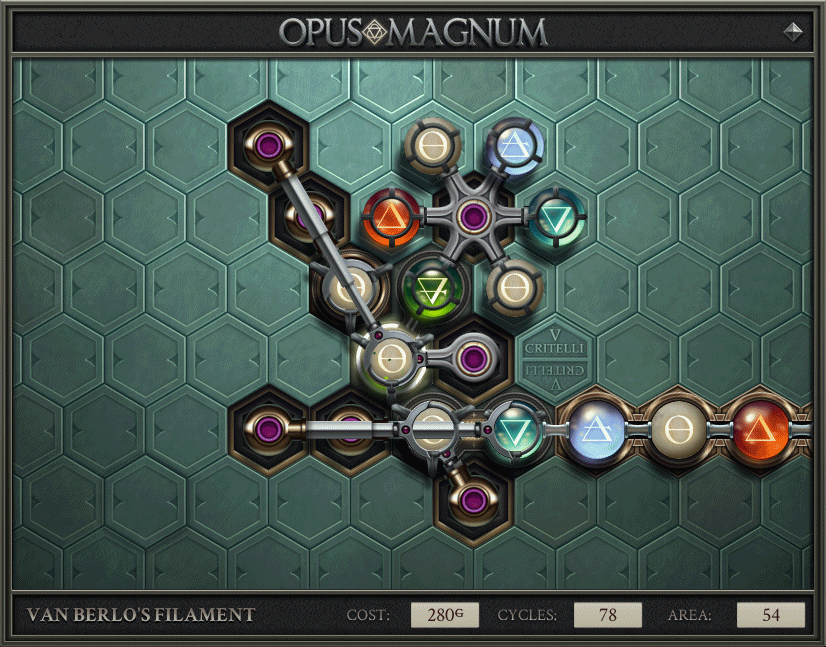 OPUS MAGNUM
V
CRITELLI
CRITELLI
V
VAN BERLO'S FILAMENT COST: 280G CYCLES: 78 AREA: 54